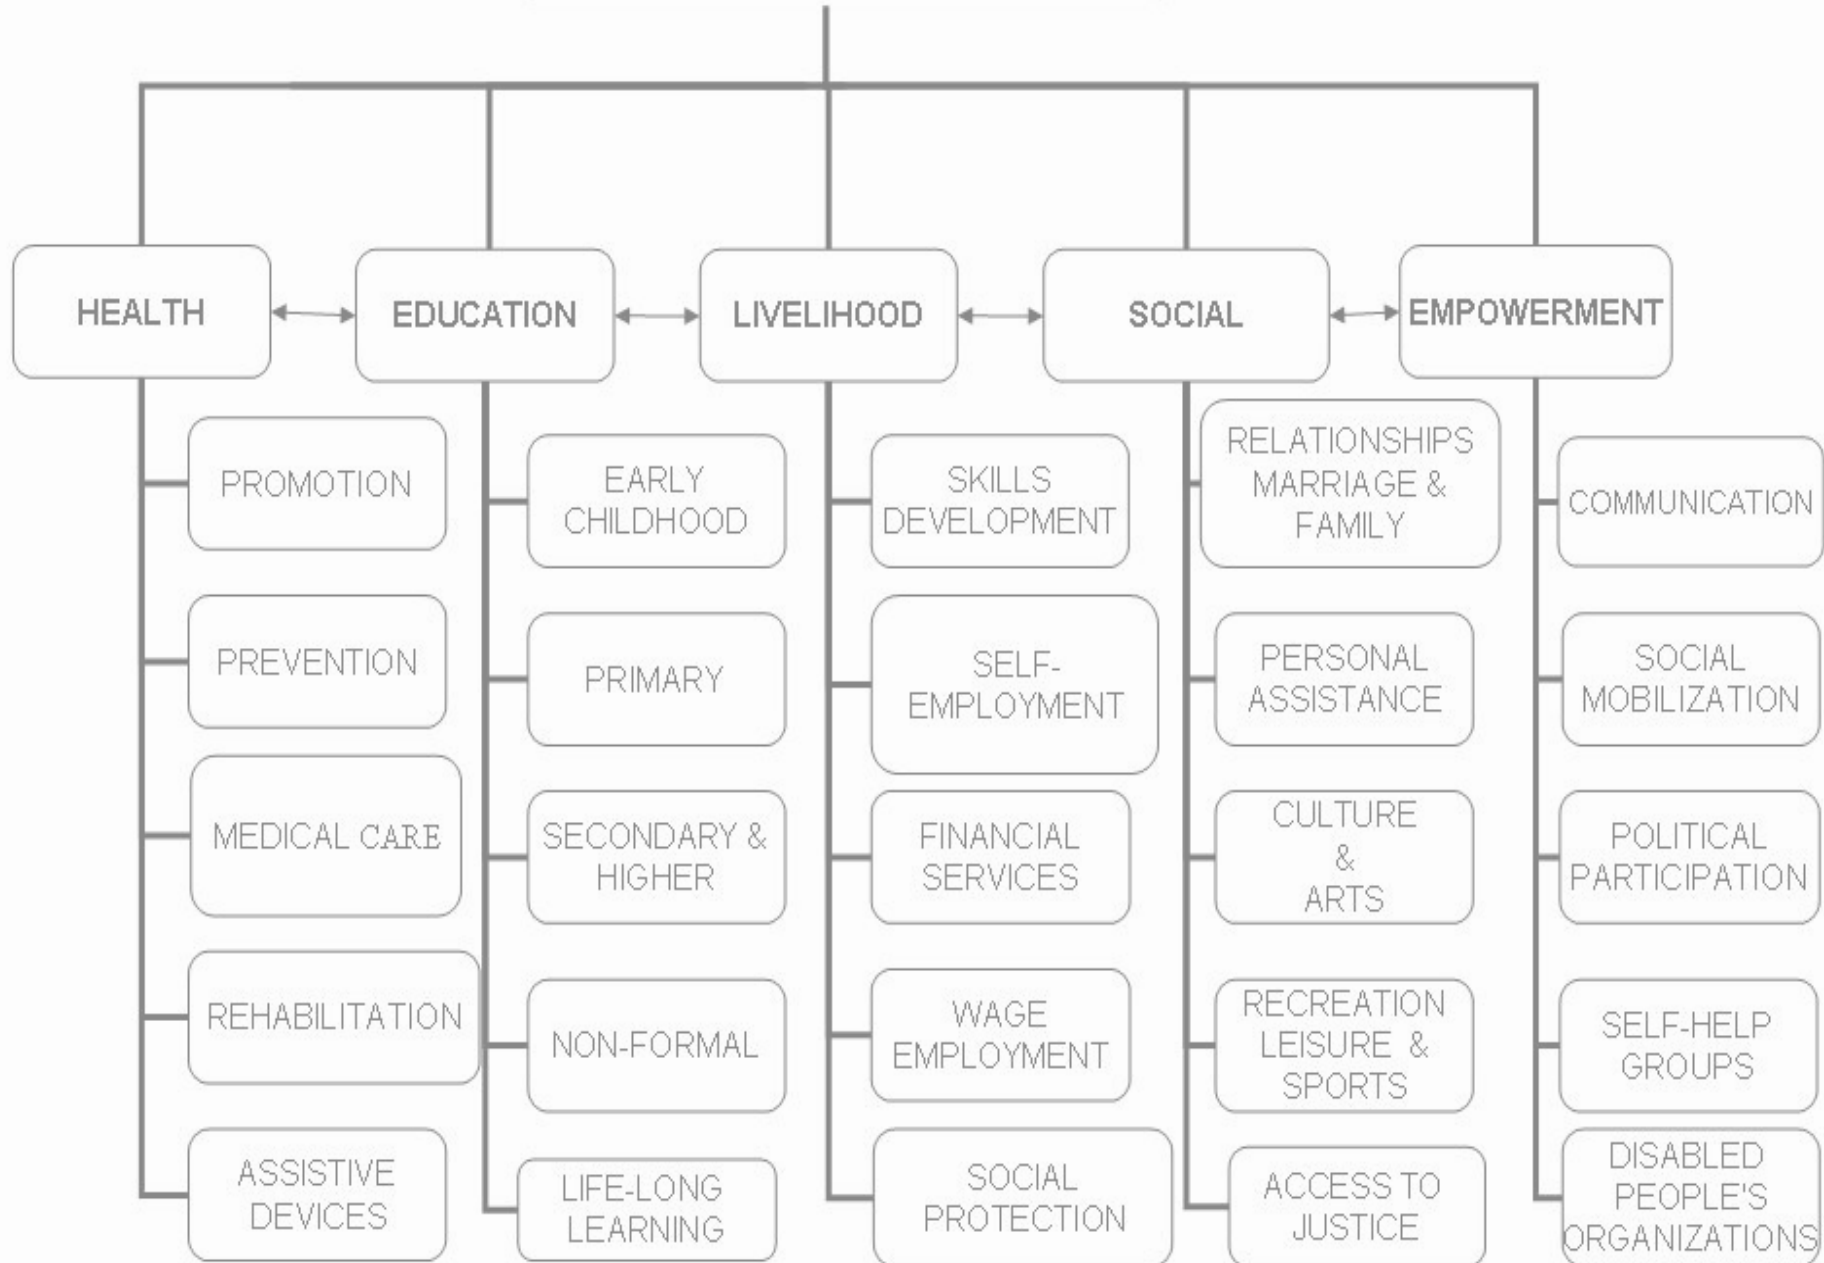 HEALTH
EDUCATION
LIVELIHOOD
SOCIAL
EMPOWERMENT
PROMOTION
PREVENTION
MEDICAL CARE
REHABILITATION
ASSISTIVE
DEVICES
EARLY
CHILDHOOD
PRIMARY
SECONDARY &
HIGHER
NON-FORMAL
LIFE-LONG
LEARNING
SKILLS
DEVELOPMENT
SELF-
EMPLOYMENT
FINANCIAL
SERVICES
WAGE
EMPLOYMENT
SOCIAL
PROTECTION
RELATIONSHIPS
MARRIAGE &
FAMILY
PERSONAL
ASSISTANCE
CULTURE
&
ARTS
RECREATION
LEISURE &
SPORTS
ACCESS TO
JUSTICE
COMMUNICATION
SOCIAL
MOBILIZATION
POLITICAL
PARTICIPATION
SELF-HELP
GROUPS
DISABLED
PEOPLE'S
ORGANIZATIONS